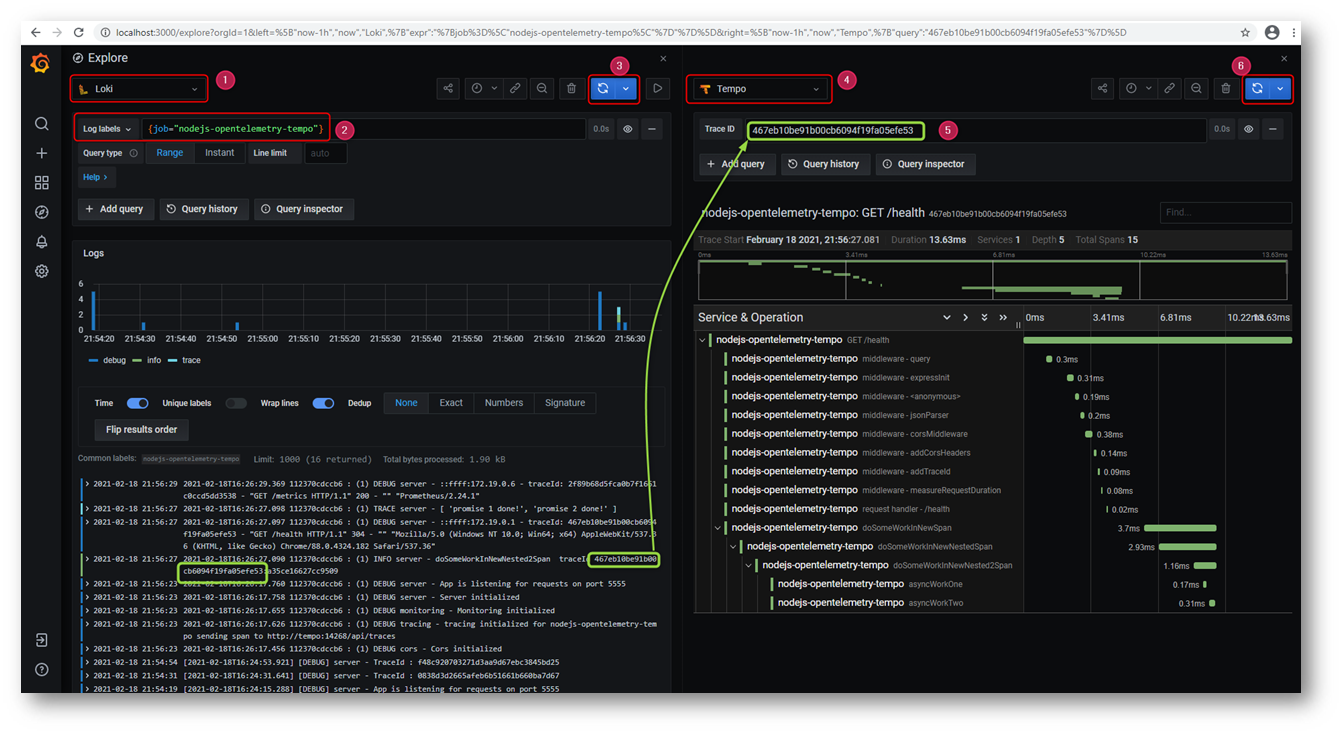 localhost:3000/explore?orgId=1&left=%5B"now-1h","now","Loki",%7B"expr":"%7Bjob%3D%5C"nodejs-opentelemetry-tempo%5C"%7D"%7D%5D&right=%5B"now-1h","now","Tempo",%7B"query":"467eb10be91b00cb6094f19fa05efe53"%7D%5D
Explore
Loki
1
3
2
Log labels
{job="nodejs-opentelemetry-tempo"}
0.0s
Query type
Range
Instant
Line limit
auto
Help >
+ Add query
Query history
Query inspector
Logs
6
4
2
0
21:54:20 21:54:30 21:54:40 21:54:50 21:55:00 21:55:10 21:55:20 21:55:30 21:55:40 21:55:50 21:56:00 21:56:10 21:56:20 21:56:30
debug info trace
Time
Unique labels
Wrap lines
Dedup
None
Exact
Numbers
Signature
Flip results order
Common labels: nodejs-opentelemetry-tempo Limit: 1000 (16 returned) Total bytes processed: 1.90 kB
> 2021-02-18 21:56:29 2021-02-18T16:26:29.369 112370cdccb6 : (1) DEBUG server - ::ffff:172.19.0.6 - traceId: 2f89b68d5fca0b7f1661
c0ccd5dd3538 - "GET /metrics HTTP/1.1" 200 - "" "Prometheus/2.24.1"
> 2021-02-18 21:56:27 2021-02-18T16:26:27.098 112370cdccb6 : (1) TRACE server - [ 'promise 1 done!', 'promise 2 done!' ]
> 2021-02-18 21:56:27 2021-02-18T16:26:27.097 112370cdccb6 : (1) DEBUG server - ::ffff:172.19.0.1 - traceId: 467eb10be91b00cb6094
f19fa05efe53 - "GET /health HTTP/1.1" 304 - "" "Mozilla/5.0 (Windows NT 10.0; Win64; x64) AppleWebKit/537.3
6 (KHTML, like Gecko) Chrome/88.0.4324.182 Safari/537.36"
> 2021-02-18 21:56:27 2021-02-18T16:26:27.090 112370cdccb6 : (1) INFO server - doSomeWorkInNewNested2Span traceId 467eb10be91b00
cb6094f19fa05efe53:a35ce16627cc9509
> 2021-02-18 21:56:23 2021-02-18T16:26:17.760 112370cdccb6 : (1) DEBUG server - App is listening for requests on port 5555
> 2021-02-18 21:56:23 2021-02-18T16:26:17.758 112370cdccb6 : (1) DEBUG server - Server initialized
> 2021-02-18 21:56:23 2021-02-18T16:26:17.655 112370cdccb6 : (1) DEBUG monitoring - Monitoring initialized
> 2021-02-18 21:56:23 2021-02-18T16:26:17.626 112370cdccb6 : (1) DEBUG tracing - tracing initialized for nodejs-opentelemetry-tem
po sending span to http://tempo:14268/api/traces
> 2021-02-18 21:56:23 2021-02-18T16:26:17.456 112370cdccb6 : (1) DEBUG cors - Cors initialized
> 2021-02-18 21:54:54 [2021-02-18T16:24:53.921] [DEBUG] server - TraceId : f48c920703271d3aa9d67ebc3845bd25
> 2021-02-18 21:54:31 [2021-02-18T16:24:31.641] [DEBUG] server - TraceId : 0838d3d2665afeb6b51661b660ba7d67
> 2021-02-18 21:54:19 [2021-02-18T16:24:15.288] [DEBUG] server - App is listening for requests on port 5555
Tempo
4
6
Trace ID
467eb10be91b00cb6094f19fa05efe53
5
0.0s
+ Add query
Query history
Query inspector
nodejs-opentelemetry-tempo: GET /health 467eb10be91b00cb6094f19fa05efe53
Find...
Trace Start February 18 2021, 21:56:27.081 Duration 13.63ms Services 1 Depth 5 Total Spans 15
0ms 3.41ms 6.81ms 10.22ms 13.63ms
Service & Operation
0ms 3.41ms 6.81ms 10.22ms 13.63ms
nodejs-opentelemetry-tempo GET /health
nodejs-opentelemetry-tempo middleware - query 0.3ms
nodejs-opentelemetry-tempo middleware - expressInit 0.31ms
nodejs-opentelemetry-tempo middleware - <anonymous> 0.19ms
nodejs-opentelemetry-tempo middleware - jsonParser 0.2ms
nodejs-opentelemetry-tempo middleware - corsMiddleware 0.38ms
nodejs-opentelemetry-tempo middleware - addCorsHeaders 0.14ms
nodejs-opentelemetry-tempo middleware - addTraceId 0.09ms
nodejs-opentelemetry-tempo middleware - measureRequestDuration 0.08ms
nodejs-opentelemetry-tempo request handler - /health 0.02ms
nodejs-opentelemetry-tempo doSomeWorkInNewSpan 3.7ms
nodejs-opentelemetry-tempo doSomeWorkInNewNestedSpan 2.93ms
nodejs-opentelemetry-tempo doSomeWorkInNewNested2Span 1.16ms
nodejs-opentelemetry-tempo asyncWorkOne 0.17ms
nodejs-opentelemetry-tempo asyncWorkTwo 0.31ms